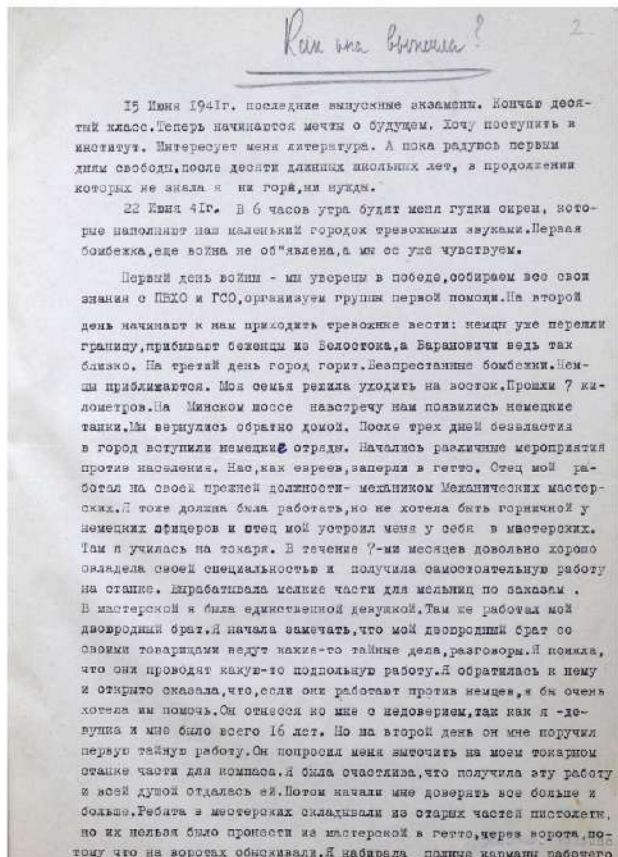 Как она выжила?
2
15 Июня 1941г. последние выпускные экзамены. Кончаю деся-
тый класс.Теперь начинаются мечты о будущем. Хочу поступить в
институт. Интересует меня литература. А пока радуюсь первым
дням свободы,после десяти длинных школьных лет, в продолжении
которых не знала я ни горя,ни нужды.
22 Июня 41г. В 6 часов утра будят меня гудки сирен, кото-
рые наполняют наш маленький городок тревожными звуками.Первая
бомбежка,еще война не об"явлена,а мы ее уже чувствуем.
Первый день войны - мы уверены в победе,собираем все свои
знания с ПВХО и ГСО,организуем группы первой помощи.На второй
день начинают к нам приходить тревожные вести: немцы уже перешли
границу,прибывают беженцы из Белостока,а Барановичи ведь так
близко. На третий день город горит.Беспрестанные бомбежки.Нем-
цы приближаются. Моя семья решила уходить на восток.Прошли 7 ки-
лометров.На Минском шоссе навстречу нам появились немецкие
танки.Мы вернулись обратно домой. После трех дней безвластия
в город вступили немецкие отряды. Начались различные мероприятия
против населения. Нас,как евреев,заперли в гетто. Отец мой ра-
ботал на своей прежней должности- механиком Механических мастер-
ских.Я тоже должна была работать,но не хотела быть горничной у
немецких офицеров и отец мой устроил меня у себя в мастерских.
Там я училась на токаря. В течение 7-ми месяцев довольно хорошо
овладела своей специальностью и получила самостоятельную работу
на станке. Вырабатывала мелкие части для мельниц по заказам .
В мастерской я была единственной девушкой.Там же работал мой
двоюродный брат.Я начала замечать,что мой двоюродный брат со
своими товарищами ведут какие-то тайные дела,разговоры.Я поняла,
что они проводят какую-то подпольную работу.Я обратилась к нему
и открыто сказала,что,если они работают против немцев,я бы очень
хотела им помочь.Он отнесся ко мне с недоверием,так как я -де-
вушка и мне было всего 16 лет. Но на второй день он мне поручил
первую тайную работу.Он попросил меня выточить на моем токарном
станке части для компаса.Я была счастлива,что получила эту работу
и всей душой отдалась ей.Потом начали мне доверять все больше и
больше.Ребята в мастерских складывали из старых частей пистолеты,
но их нельзя было пронести из мастерской в гетто,через ворота,по-
тому что на воротах обыскивали.Я набирала полные карманы рабочего